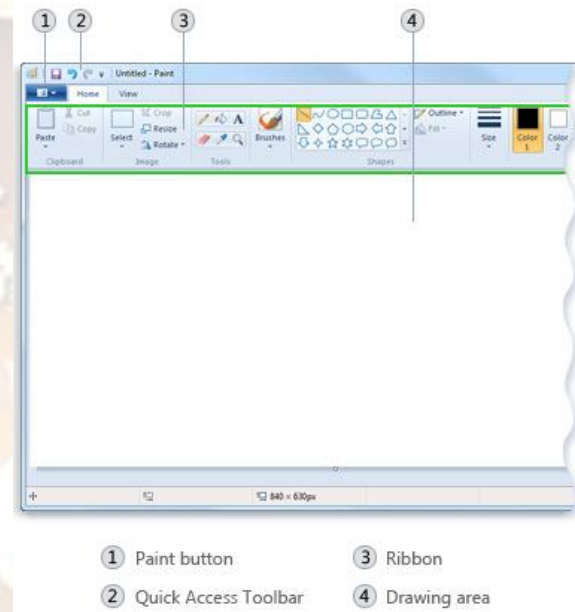 1 2 3 4
Untitled - Paint
Home View
Cut Crop Outline
Copy Resize Fill
Paste Select Rotate Brushes Size Color 1 Color 2
Clipboard Image Tools Shapes
840 × 630px
1 Paint button 3 Ribbon
2 Quick Access Toolbar 4 Drawing area